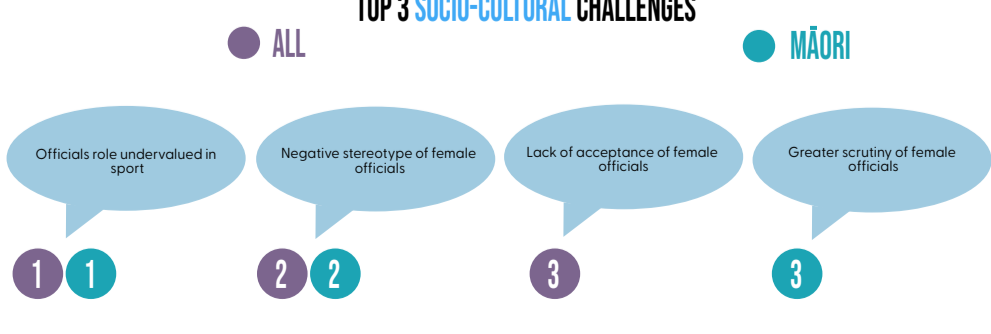 TOP 3 SOCIO-CULTURAL CHALLENGES
ALL
MĀORI
Officials role undervalued in
sport
Negative stereotype of female
officials
Lack of acceptance of female
officials
Greater scrutiny of female
officials
1 1
2 2
3
3